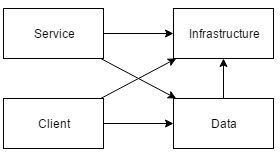 Service
Infrastructure
Client
Data